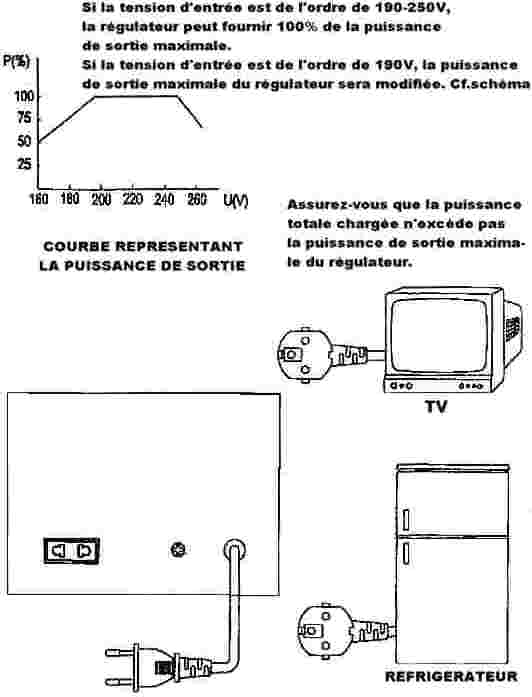 Si la tension d'entrée est de l'ordre de 190-250V,
la régulateur peut fournir 100% de la puissance
de sortie maximale.
Si la tension d'entrée est de l'ordre de 190V, la puissance
de sortie maximale du régulateur sera modifiée. Cf.schéma
P(%)
100
75
50
25
160 180 200 220 240 260 U(V)
COURBE REPRESENTANT
LA PUISSANCE DE SORTIE
Assurez-vous que la puissance
totale chargée n'excède pas
la puissance de sortie maxima-
le du régulateur.
TV
REFRIGERATEUR